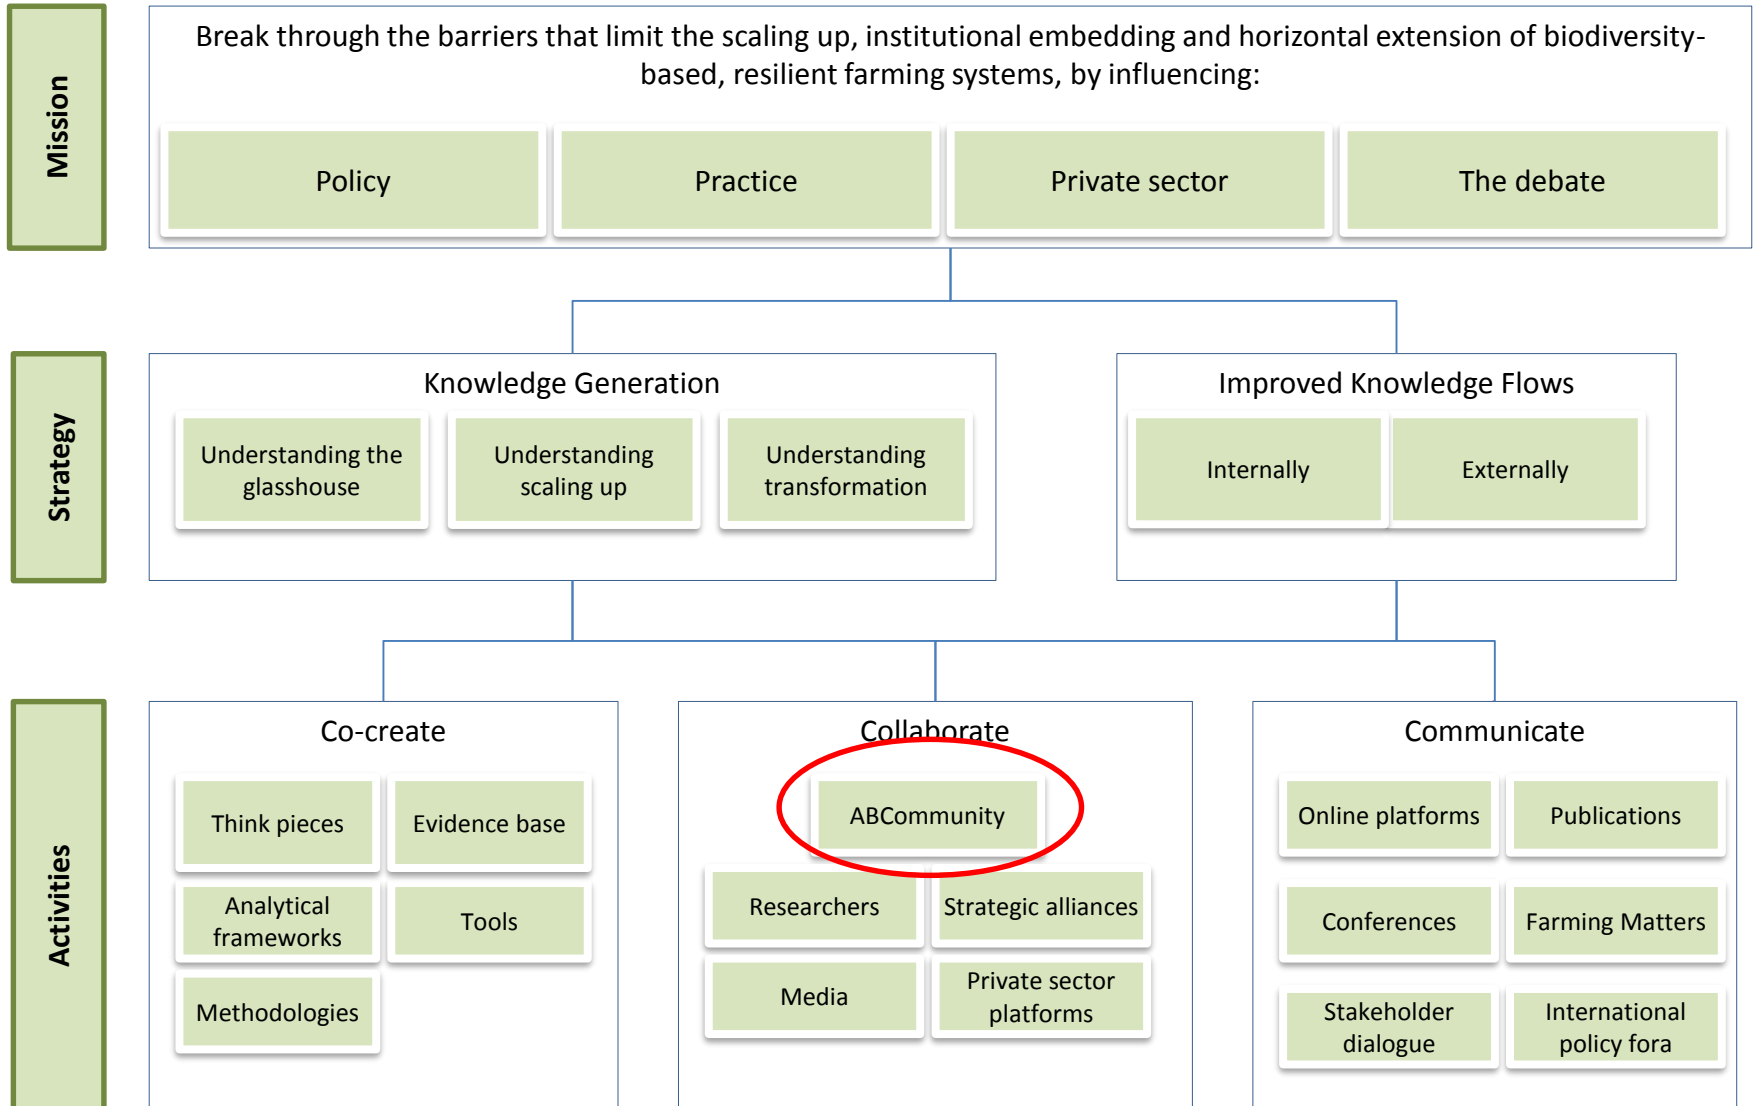 Mission
Break through the barriers that limit the scaling up, institutional embedding and horizontal extension of biodiversity-
based, resilient farming systems, by influencing:
Policy
Practice
Private sector
The debate
Strategy
Knowledge Generation
Understanding the
glasshouse
Understanding
scaling up
Understanding
transformation
Improved Knowledge Flows
Internally
Externally
Activities
Co-create
Think pieces
Evidence base
Analytical
frameworks
Tools
Methodologies
Collaborate
ABCommunity
Researchers
Strategic alliances
Media
Private sector
platforms
Communicate
Online platforms
Publications
Conferences
Farming Matters
Stakeholder
dialogue
International
policy fora